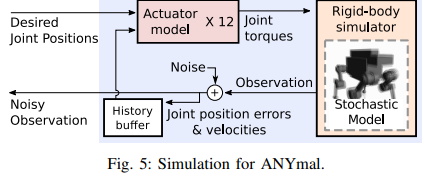 Desired
Joint Positions
Actuator
model
X 12
Joint
torques
Rigid-body
simulator
Noise
+
Observation
Stochastic
Model
Noisy
Observation
History
buffer
Joint position errors
& velocities
Fig. 5: Simulation for ANYmal.